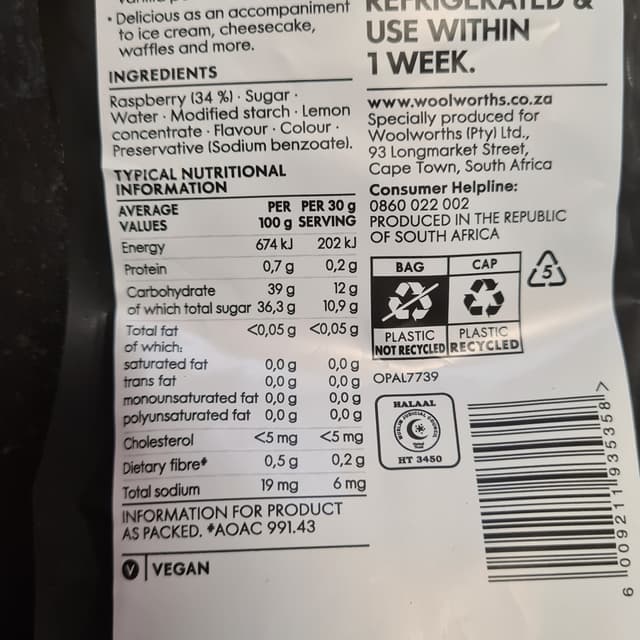 • Delicious as an accompaniment
to ice cream, cheesecake,
waffles and more.
INGREDIENTS
Raspberry (34 %) · Sugar ·
Water · Modified starch · Lemon
concentrate · Flavour · Colour ·
Preservative (Sodium benzoate).
TYPICAL NUTRITIONAL
INFORMATION
AVERAGE VALUES PER 100 g PER 30 g SERVING
Energy 674 kJ 202 kJ
Protein 0,7 g 0,2 g
Carbohydrate 39 g 12 g
of which total sugar 36,3 g 10,9 g
Total fat <0,05 g <0,05 g
of which:
saturated fat 0,0 g 0,0 g
trans fat 0,0 g 0,0 g
monounsaturated fat 0,0 g 0,0 g
polyunsaturated fat 0,0 g 0,0 g
Cholesterol <5 mg <5 mg
Dietary fibre* 0,5 g 0,2 g
Total sodium 19 mg 6 mg
INFORMATION FOR PRODUCT
AS PACKED. *AOAC 991.43
V VEGAN
REFRIGERATED &
USE WITHIN
1 WEEK.
www.woolworths.co.za
Specially produced for
Woolworths (Pty) Ltd.,
93 Longmarket Street,
Cape Town, South Africa
Consumer Helpline:
0860 022 002
PRODUCED IN THE REPUBLIC
OF SOUTH AFRICA
BAG CAP
5
PLASTIC PLASTIC
NOT RECYCLED RECYCLED
OPAL7739
HALAAL
MUSLIM JUDICIAL COUNCIL
HT 3450
6 009211 935358 >